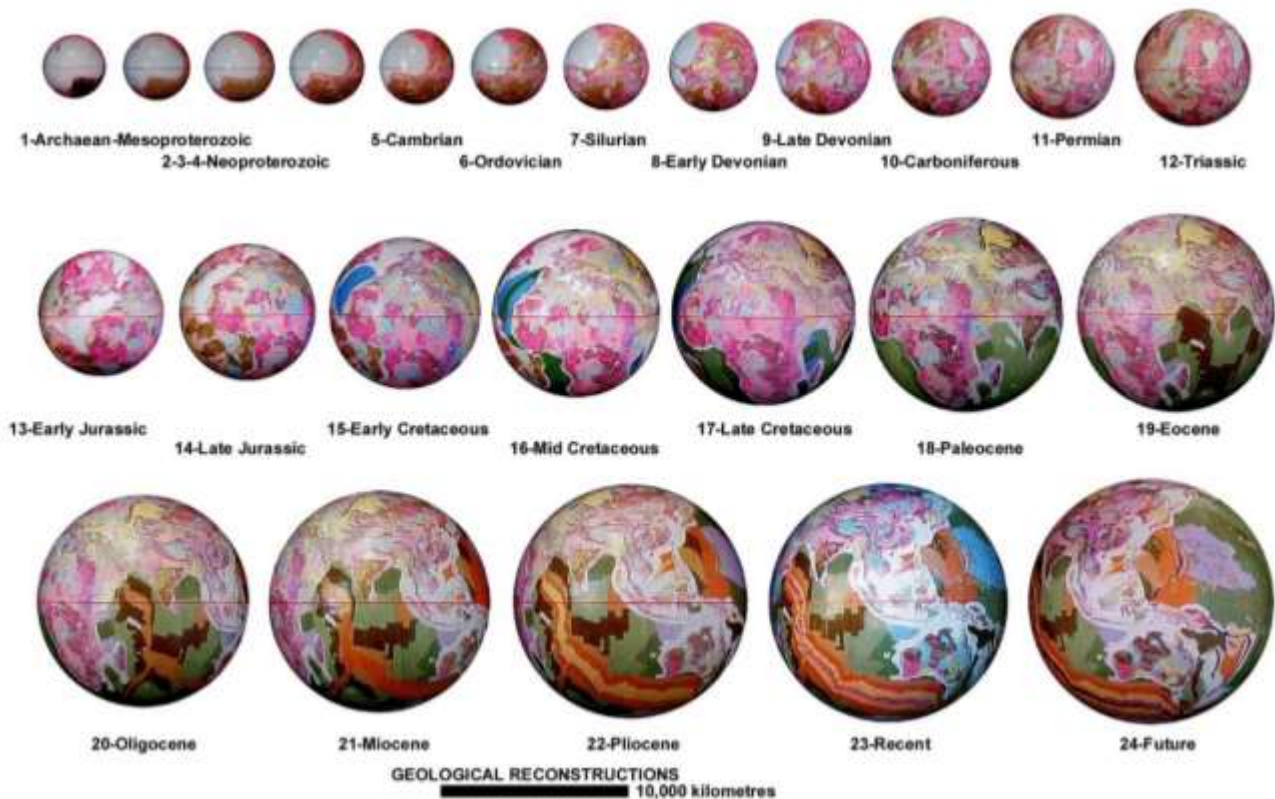 1-Archaean-Mesoproterozoic
2-3-4-Neoproterozoic
5-Cambrian
6-Ordovician
7-Silurian
8-Early Devonian
9-Late Devonian
10-Carboniferous
11-Permian
12-Triassic
13-Early Jurassic
14-Late Jurassic
15-Early Cretaceous
16-Mid Cretaceous
17-Late Cretaceous
18-Paleocene
19-Eocene
20-Oligocene
21-Miocene
22-Pliocene
23-Recent
24-Future
GEOLOGICAL RECONSTRUCTIONS
10,000 kilometres